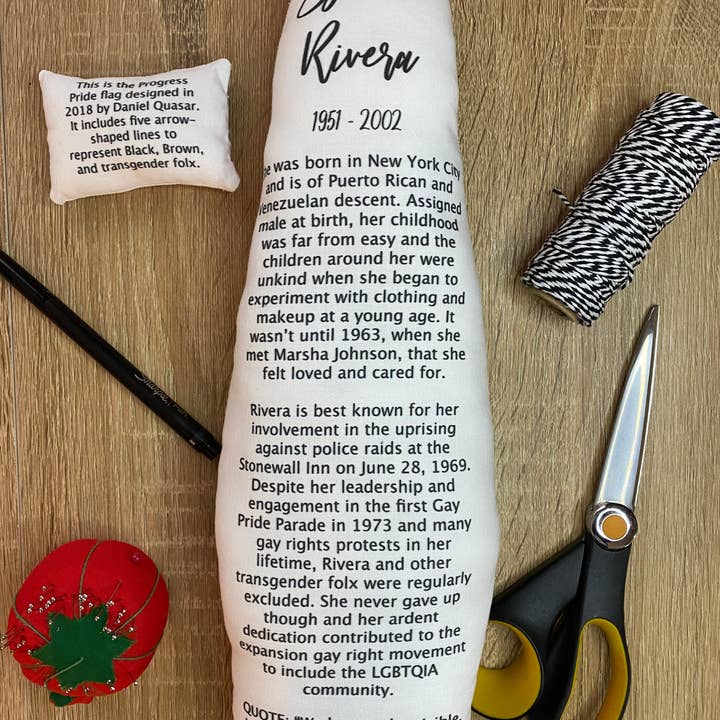 This is the Progress
Pride flag designed in
2018 by Daniel Quasar.
It includes five arrow-
shaped lines to
represent Black, Brown,
and transgender folx.
Rivera
1951 - 2002
he was born in New York City
and is of Puerto Rican and
Venezuelan descent. Assigned
male at birth, her childhood
was far from easy and the
children around her were
unkind when she began to
experiment with clothing and
makeup at a young age. It
wasn't until 1963, when she
met Marsha Johnson, that she
felt loved and cared for.
Rivera is best known for her
involvement in the uprising
against police raids at the
Stonewall Inn on June 28, 1969.
Despite her leadership and
engagement in the first Gay
Pride Parade in 1973 and many
gay rights protests in her
lifetime, Rivera and other
transgender folx were regularly
excluded. She never gave up
though and her ardent
dedication contributed to the
expansion gay right movement
to include the LGBTQIA
community.
QUOTE:
Sharpie